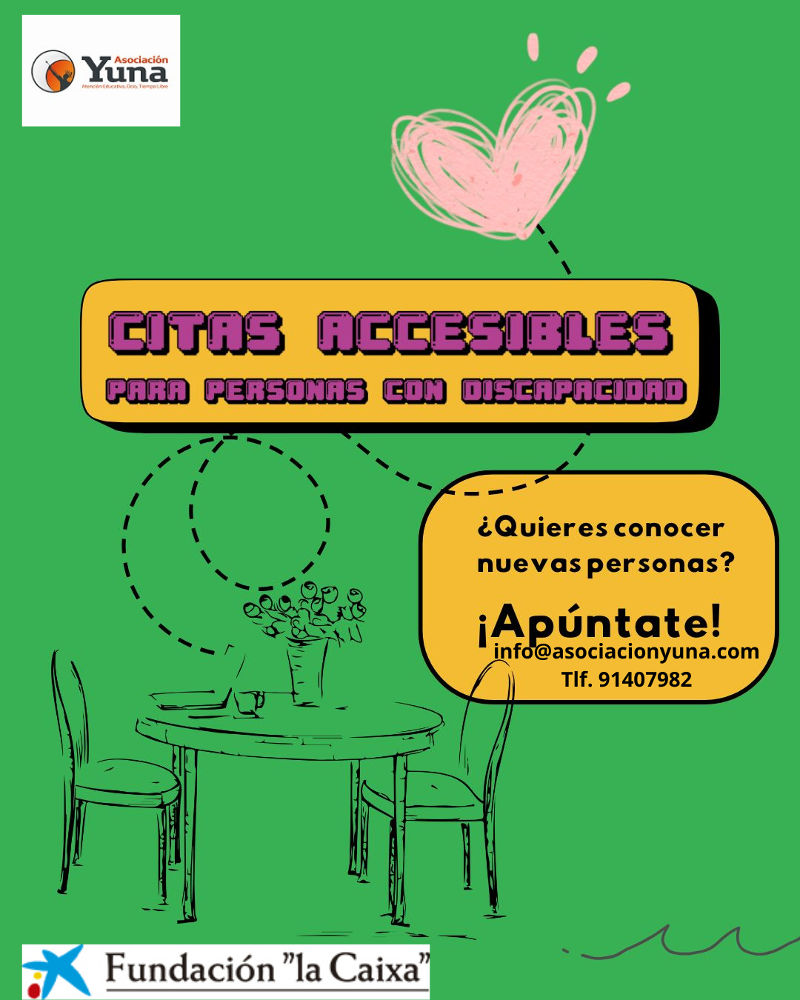 Asociación
Yuna
Atención Educativa, Ocio, Tiempo Libre
CITAS ACCESIBLES
PARA PERSONAS CON DISCAPACIDAD
¿Quieres conocer
nuevas personas?
¡Apúntate!
info@asociacionyuna.com
Tlf. 91407982
Fundación "la Caixa"